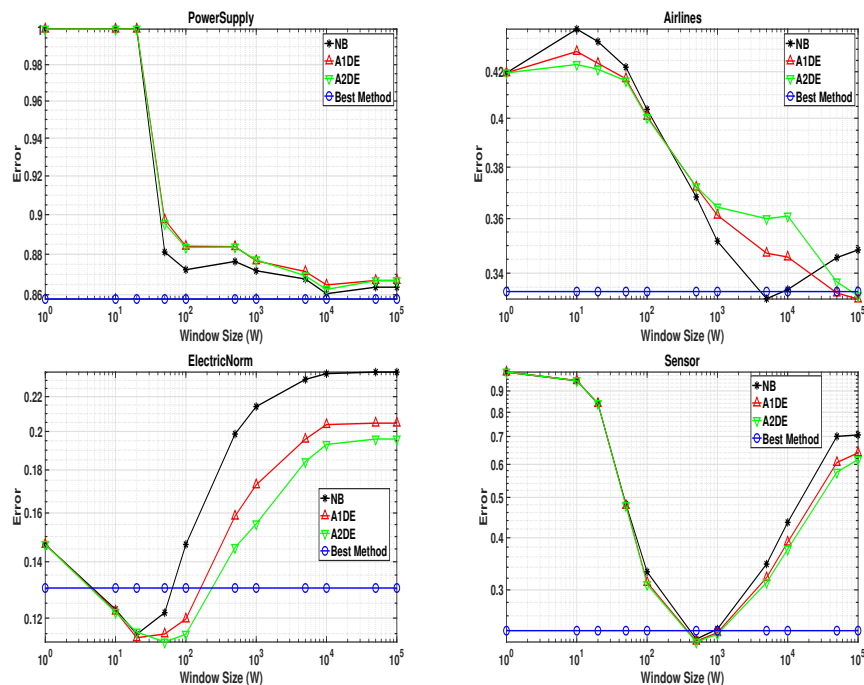 PowerSupply
1
0.98
0.96
0.94
0.92
0.9
0.88
0.86
Error
NB
A1DE
A2DE
Best Method
10^0 10^1 10^2 10^3 10^4 10^5
Window Size (W)
Airlines
0.42
0.4
0.38
0.36
0.34
Error
NB
A1DE
A2DE
Best Method
10^0 10^1 10^2 10^3 10^4 10^5
Window Size (W)
ElectricNorm
0.22
0.2
0.18
0.16
0.14
0.12
Error
NB
A1DE
A2DE
Best Method
10^0 10^1 10^2 10^3 10^4 10^5
Window Size (W)
Sensor
0.9
0.8
0.7
0.6
0.5
0.4
0.3
Error
NB
A1DE
A2DE
Best Method
10^0 10^1 10^2 10^3 10^4 10^5
Window Size (W)